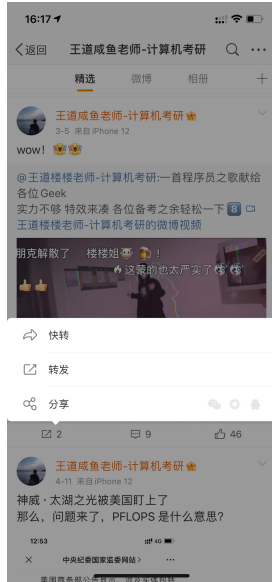 16:17
返回 王道咸鱼老师-计算机考研
精选 微博 相册
王道咸鱼老师-计算机考研
3-5 来自 iPhone 12
wow!
@王道楼楼老师-计算机考研:一首程序员之歌献给
各位 Geek
实力不够 特效来凑 各位备考之余轻松一下 8
王道楼楼老师-计算机考研的微博视频
朋克解散了 楼楼姐 !
这蒙的也太严实了
快转
转发
分享
2 9 46
王道咸鱼老师-计算机考研
4-11 来自 iPhone 12
神威·太湖之光被美国盯上了
那么，问题来了，PFLOPS 是什么意思?
12:53 4G
中央纪委国家监委网站